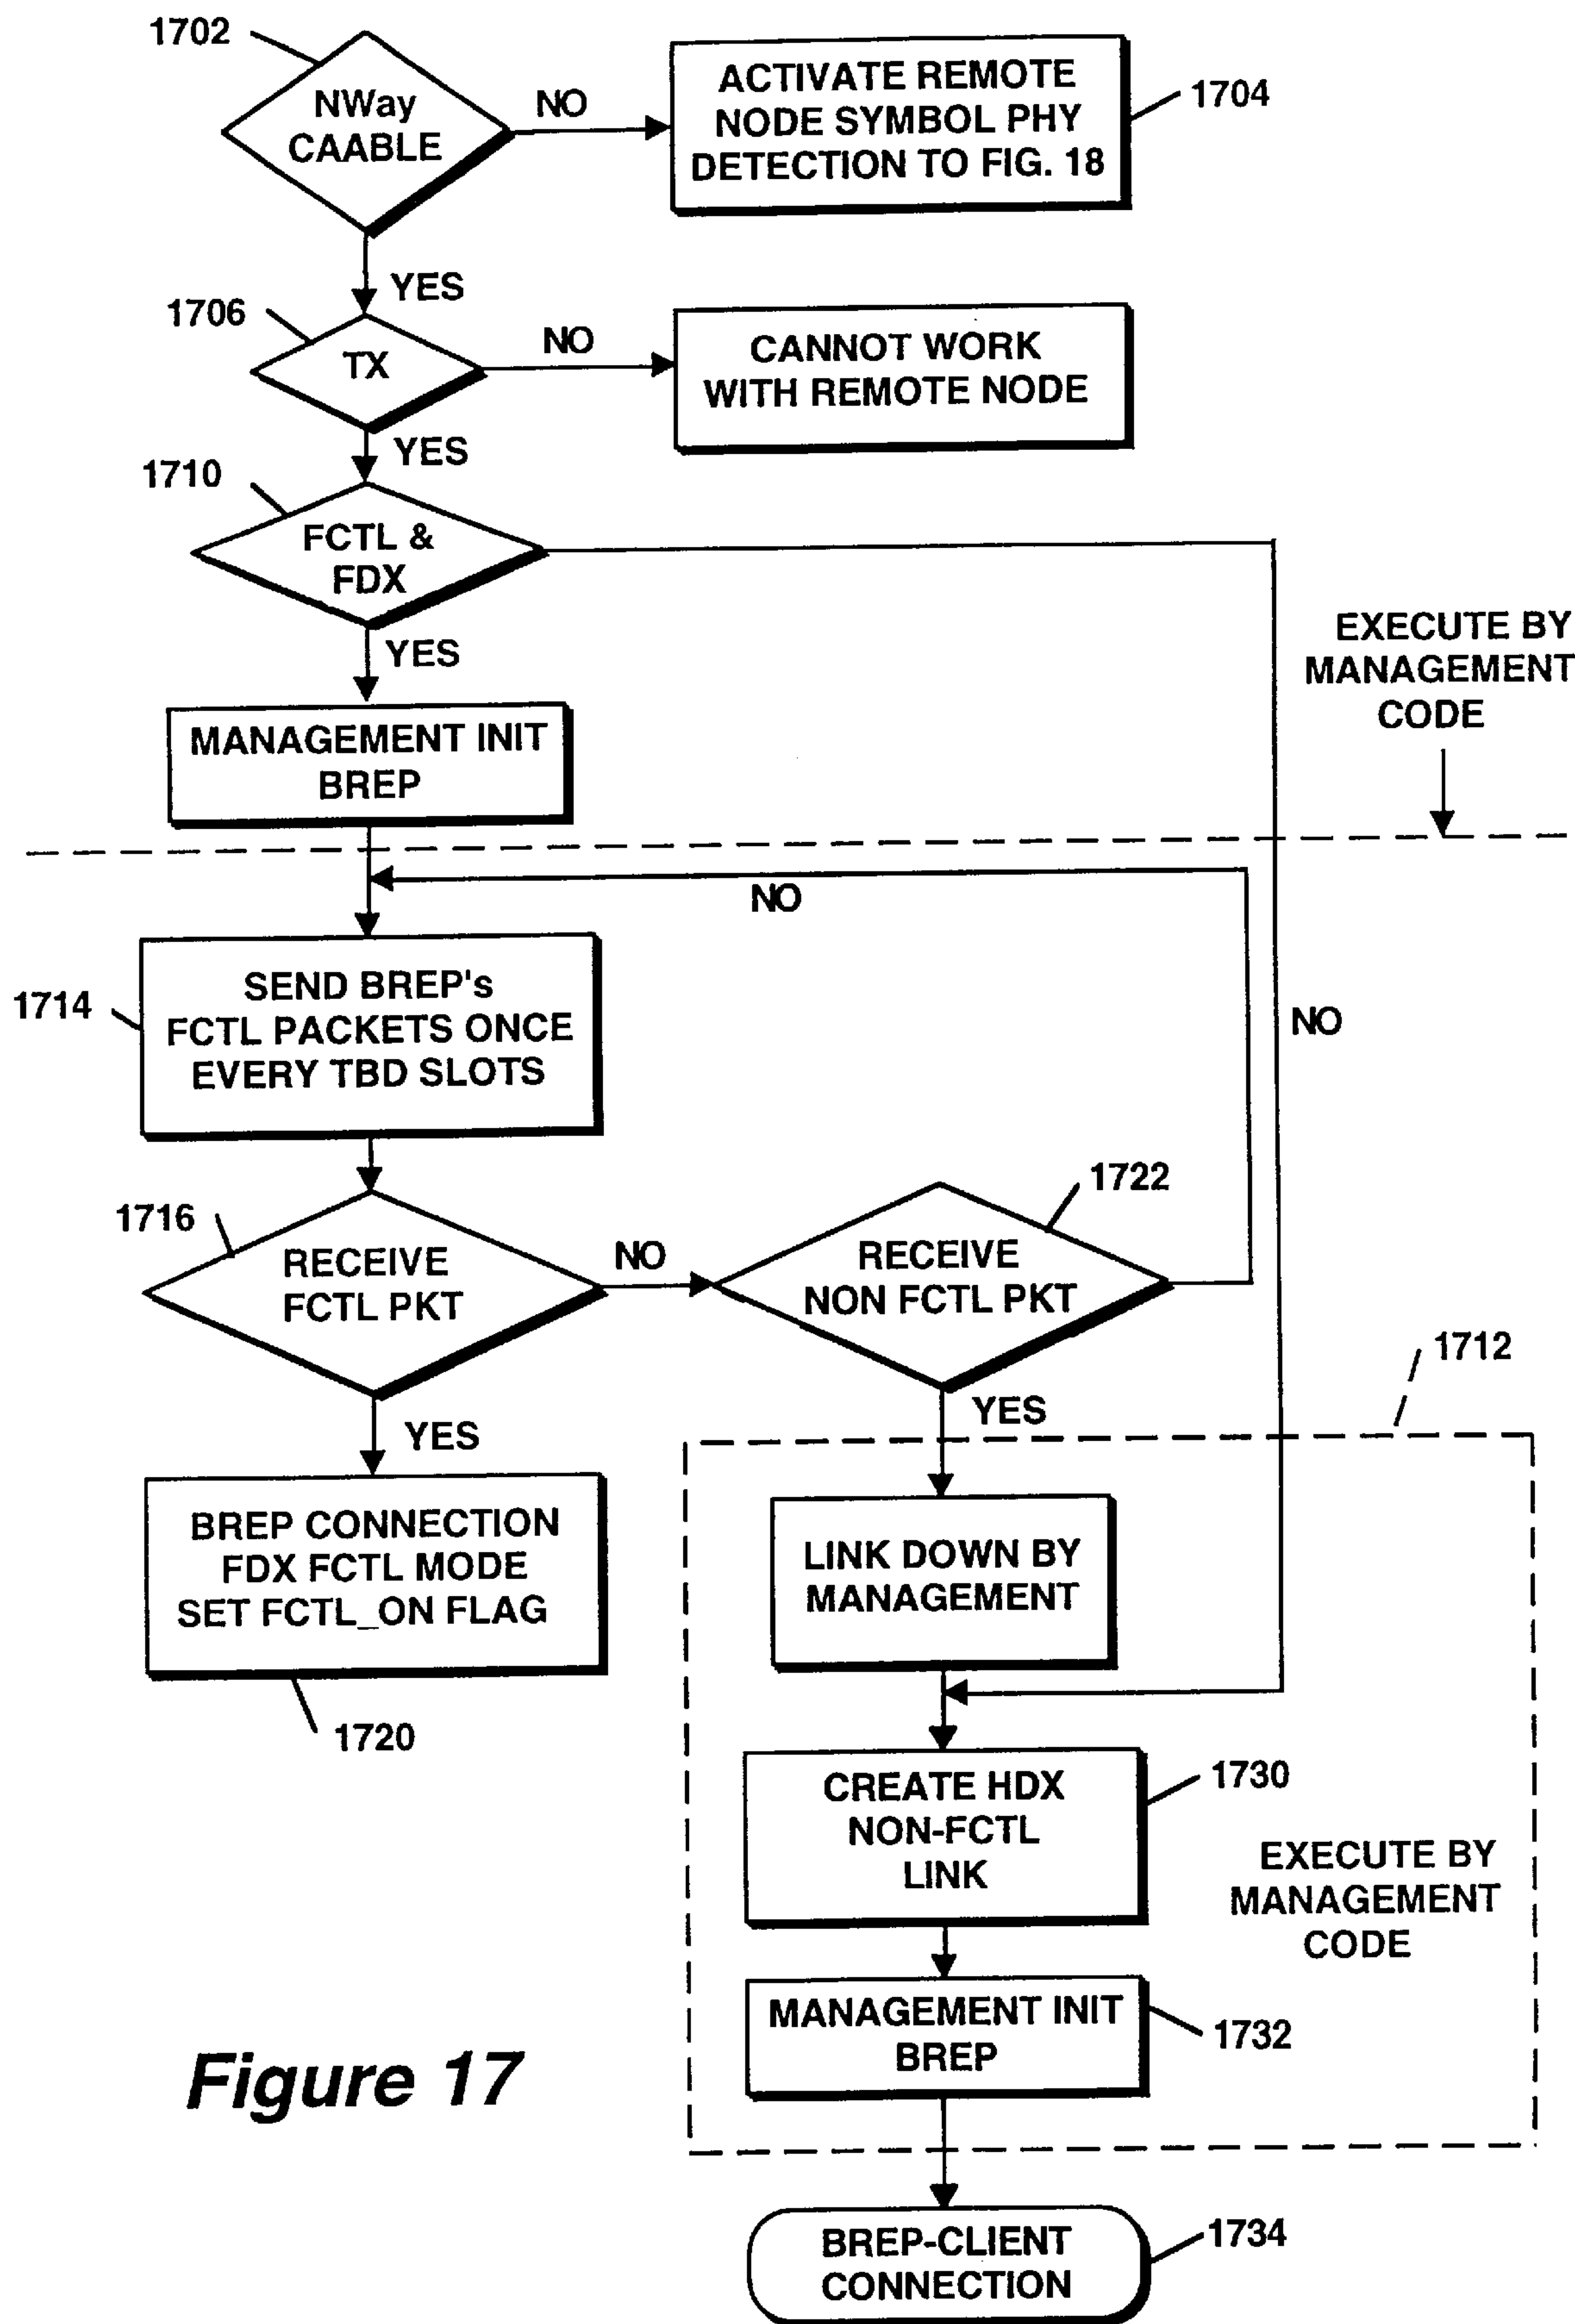 1702
NWay
CAABLE
NO
ACTIVATE REMOTE
NODE SYMBOL PHY
DETECTION TO FIG. 18
1704
YES
1706
TX
NO
CANNOT WORK
WITH REMOTE NODE
YES
1710
FCTL &
FDX
YES
EXECUTE BY
MANAGEMENT
CODE
MANAGEMENT INIT
BREP
NO
1714
SEND BREP's
FCTL PACKETS ONCE
EVERY TBD SLOTS
NO
1716
RECEIVE
FCTL PKT
NO
1722
RECEIVE
NON FCTL PKT
YES
YES
1712
BREP CONNECTION
FDX FCTL MODE
SET FCTL_ON FLAG
1720
LINK DOWN BY
MANAGEMENT
CREATE HDX
NON-FCTL
LINK
1730
EXECUTE BY
MANAGEMENT
CODE
MANAGEMENT INIT
BREP
1732
Figure 17
BREP-CLIENT
CONNECTION
1734